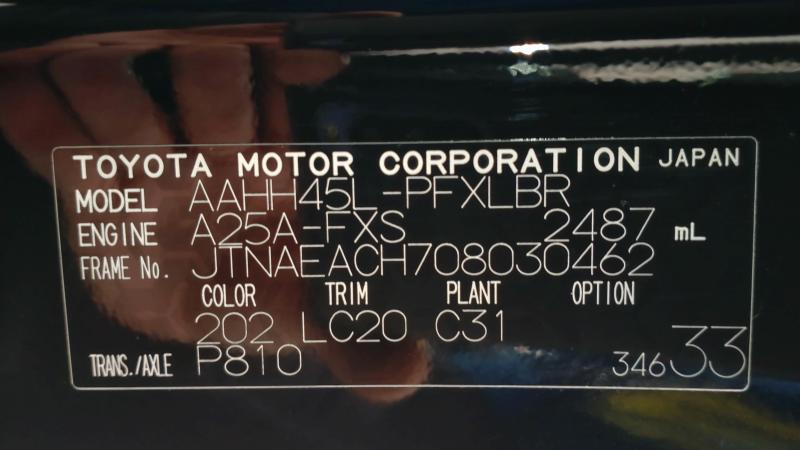 TOYOTA MOTOR CORPORATION JAPAN
MODEL AAHH45L-PFXLBR
ENGINE A25A-FXS 2487 mL
FRAME No. JTNAEACH708030462
COLOR TRIM PLANT OPTION
202 LC20 C31
TRANS./AXLE P810 34633